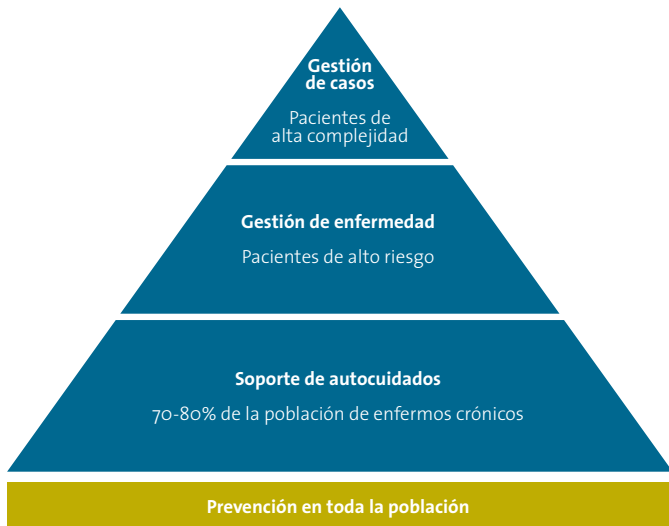 Gestión
de casos
Pacientes de
alta complejidad
Gestión de enfermedad
Pacientes de alto riesgo
Soporte de autocuidados
70-80% de la población de enfermos crónicos
Prevención en toda la población